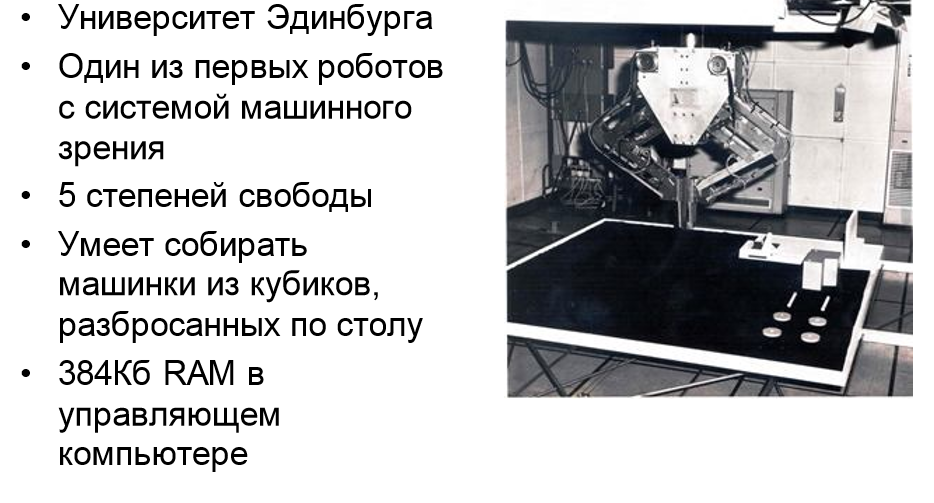 • Университет Эдинбурга
• Один из первых роботов
с системой машинного
зрения
• 5 степеней свободы
• Умеет собирать
машинки из кубиков,
разбросанных по столу
• 384Кб RAM в
управляющем
компьютере